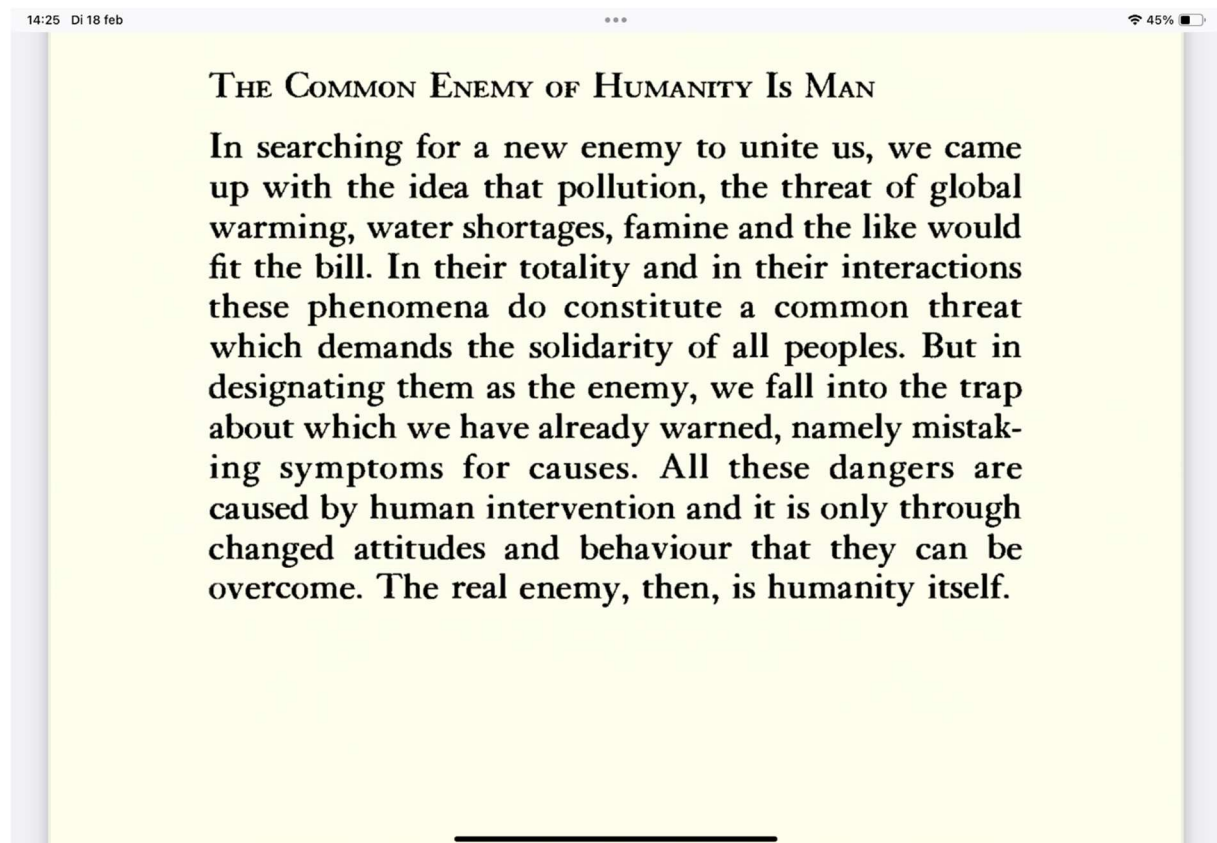 14:25 Di 18 feb
45%
The Common Enemy of Humanity Is Man
In searching for a new enemy to unite us, we came
up with the idea that pollution, the threat of global
warming, water shortages, famine and the like would
fit the bill. In their totality and in their interactions
these phenomena do constitute a common threat
which demands the solidarity of all peoples. But in
designating them as the enemy, we fall into the trap
about which we have already warned, namely mistak-
ing symptoms for causes. All these dangers are
caused by human intervention and it is only through
changed attitudes and behaviour that they can be
overcome. The real enemy, then, is humanity itself.